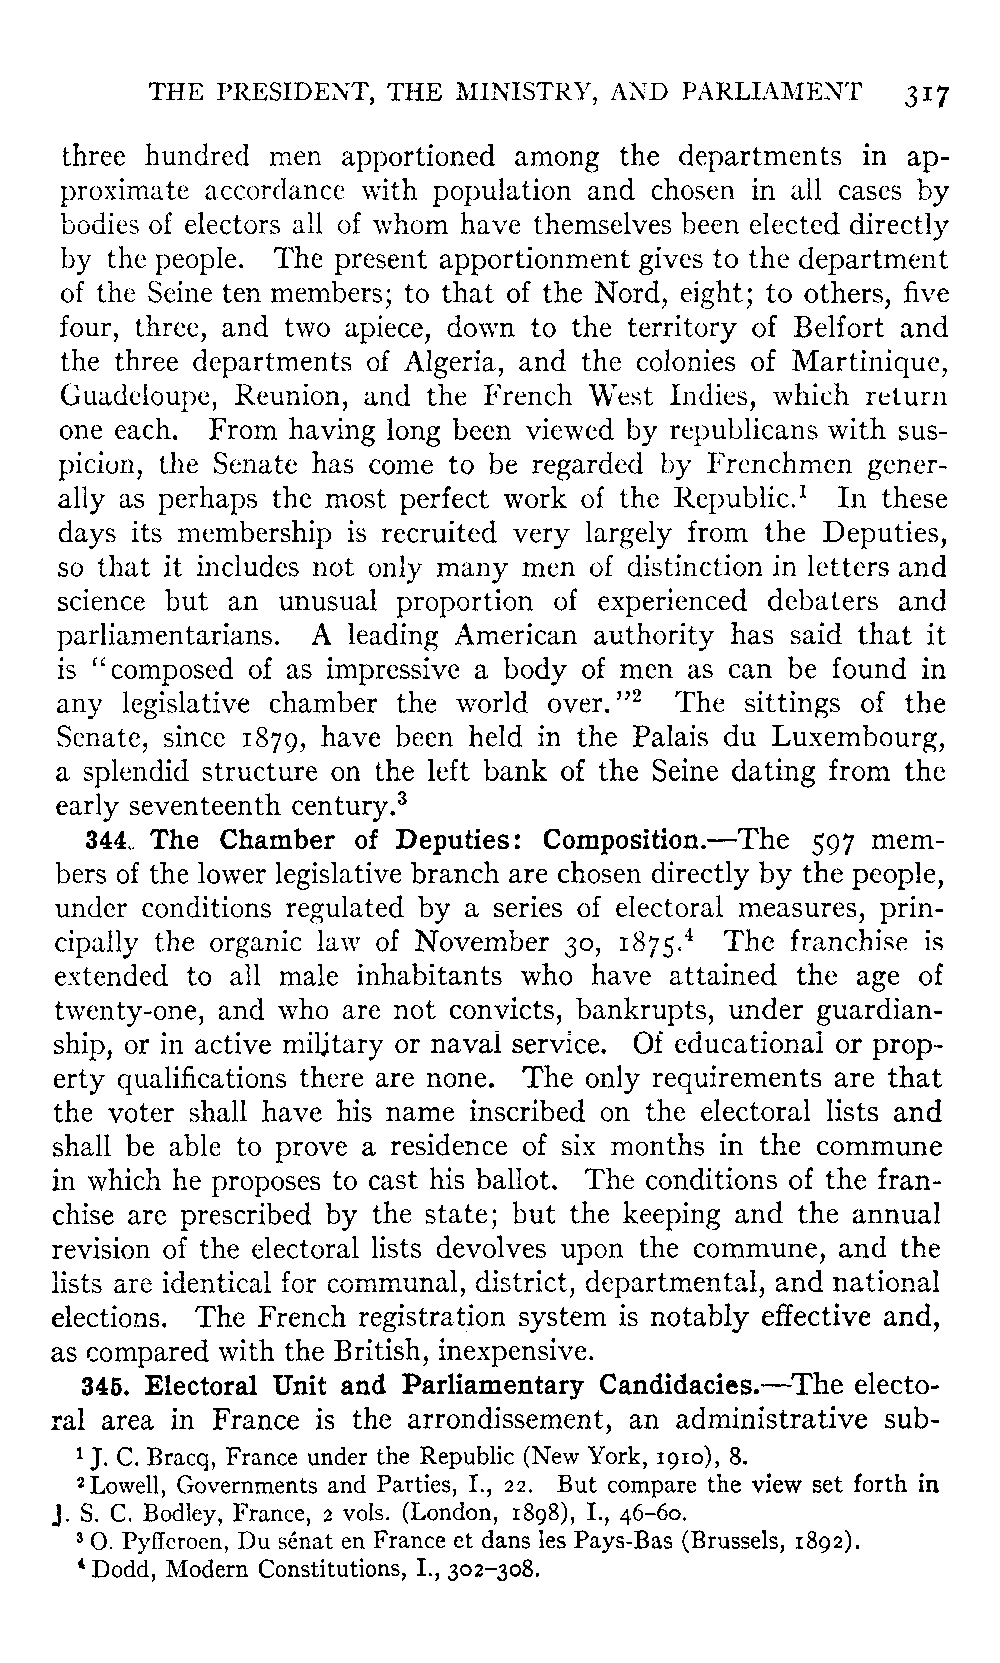 THE PRESIDENT, THE MINISTRY, AND PARLIAMENT 317
three hundred men apportioned among the departments in ap-
proximate accordance with population and chosen in all cases by
bodies of electors all of whom have themselves been elected directly
by the people. The present apportionment gives to the department
of the Seine ten members; to that of the Nord, eight; to others, five
four, three, and two apiece, down to the territory of Belfort and
the three departments of Algeria, and the colonies of Martinique,
Guadeloupe, Reunion, and the French West Indies, which return
one each. From having long been viewed by republicans with sus-
picion, the Senate has come to be regarded by Frenchmen gener-
ally as perhaps the most perfect work of the Republic.¹ In these
days its membership is recruited very largely from the Deputies,
so that it includes not only many men of distinction in letters and
science but an unusual proportion of experienced debaters and
parliamentarians. A leading American authority has said that it
is "composed of as impressive a body of men as can be found in
any legislative chamber the world over."² The sittings of the
Senate, since 1879, have been held in the Palais du Luxembourg,
a splendid structure on the left bank of the Seine dating from the
early seventeenth century.³
344. The Chamber of Deputies: Composition.—The 597 mem-
bers of the lower legislative branch are chosen directly by the people,
under conditions regulated by a series of electoral measures, prin-
cipally the organic law of November 30, 1875.⁴ The franchise is
extended to all male inhabitants who have attained the age of
twenty-one, and who are not convicts, bankrupts, under guardian-
ship, or in active military or naval service. Of educational or prop-
erty qualifications there are none. The only requirements are that
the voter shall have his name inscribed on the electoral lists and
shall be able to prove a residence of six months in the commune
in which he proposes to cast his ballot. The conditions of the fran-
chise are prescribed by the state; but the keeping and the annual
revision of the electoral lists devolves upon the commune, and the
lists are identical for communal, district, departmental, and national
elections. The French registration system is notably effective and,
as compared with the British, inexpensive.
345. Electoral Unit and Parliamentary Candidacies.—The electo-
ral area in France is the arrondissement, an administrative sub-
¹ J. C. Bracq, France under the Republic (New York, 1910), 8.
² Lowell, Governments and Parties, I., 22. But compare the view set forth in
J. S. C. Bodley, France, 2 vols. (London, 1898), I., 46–60.
³ O. Pyfferoen, Du sénat en France et dans les Pays-Bas (Brussels, 1892).
⁴ Dodd, Modern Constitutions, I., 302–308.